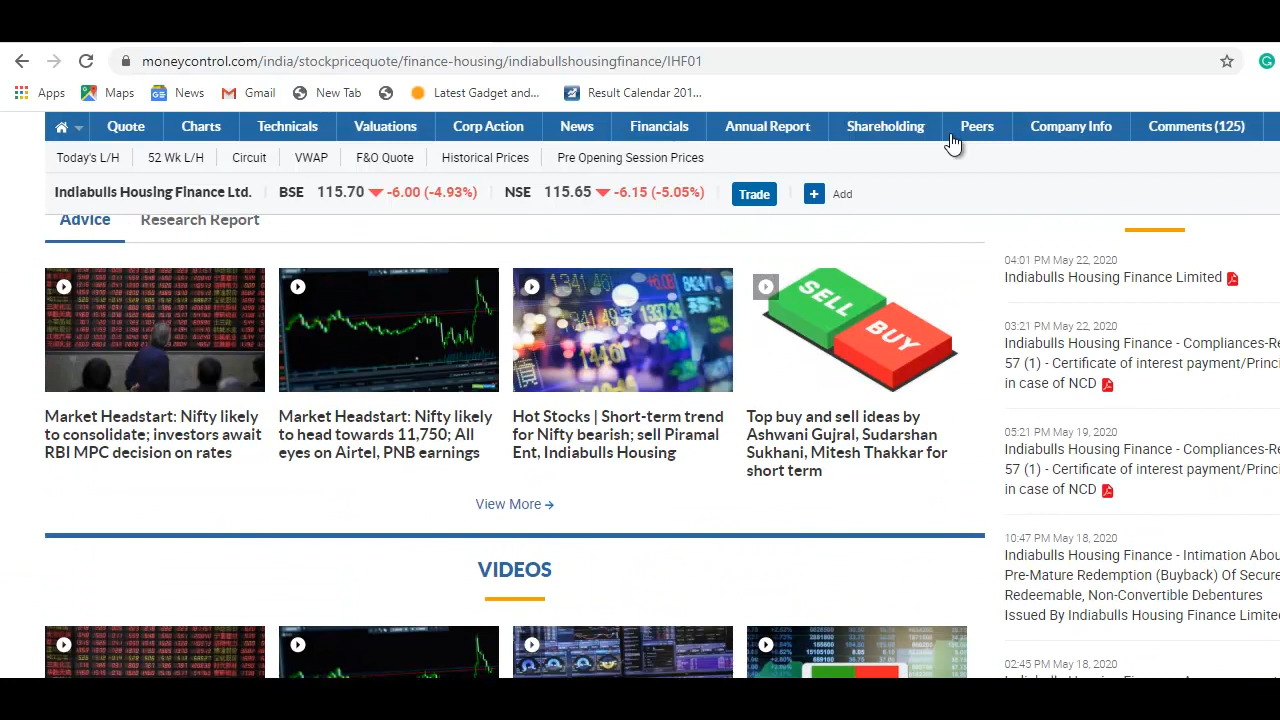 moneycontrol.com/india/stockpricequote/finance-housing/indiabullshousingfinance/IHF01
Apps Maps News Gmail New Tab Latest Gadget and... Result Calendar 201...
Quote Charts Technicals Valuations Corp Action News Financials Annual Report Shareholding Peers Company Info Comments (125)
Today's L/H 52 Wk L/H Circuit VWAP F&O Quote Historical Prices Pre Opening Session Prices
Indiabulls Housing Finance Ltd. BSE 115.70 -6.00 (-4.93%) NSE 115.65 -6.15 (-5.05%) Trade + Add
Advice Research Report
Market Headstart: Nifty likely
to consolidate; investors await
RBI MPC decision on rates
Market Headstart: Nifty likely
to head towards 11,750; All
eyes on Airtel, PNB earnings
Hot Stocks | Short-term trend
for Nifty bearish; sell Piramal
Ent, Indiabulls Housing
SELL
BUY
Top buy and sell ideas by
Ashwani Gujral, Sudarshan
Sukhani, Mitesh Thakkar for
short term
View More
VIDEOS
04:01 PM May 22, 2020
Indiabulls Housing Finance Limited
03:21 PM May 22, 2020
Indiabulls Housing Finance - Compliances-Re
57 (1) - Certificate of interest payment/Princi
in case of NCD
05:21 PM May 19, 2020
Indiabulls Housing Finance - Compliances-Re
57 (1) - Certificate of interest payment/Princi
in case of NCD
10:47 PM May 18, 2020
Indiabulls Housing Finance - Intimation Abou
Pre-Mature Redemption (Buyback) Of Secure
Redeemable, Non-Convertible Debentures
Issued By Indiabulls Housing Finance Limite
02:45 PM May 18, 2020